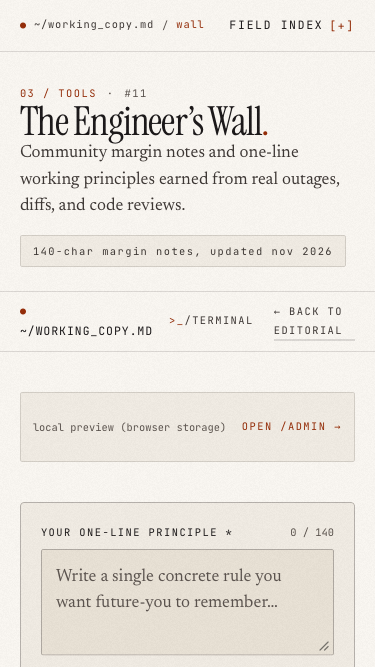 ● ~/working_copy.md / wall
FIELD INDEX [+]
03 / TOOLS · #11
The Engineer's Wall.
Community margin notes and one-line
working principles earned from real outages,
diffs, and code reviews.
140-char margin notes, updated nov 2026
●
~/WORKING_COPY.MD
>_/TERMINAL
← BACK TO
EDITORIAL
local preview (browser storage)
OPEN /ADMIN →
YOUR ONE-LINE PRINCIPLE *
0 / 140
Write a single concrete rule you
want future-you to remember…